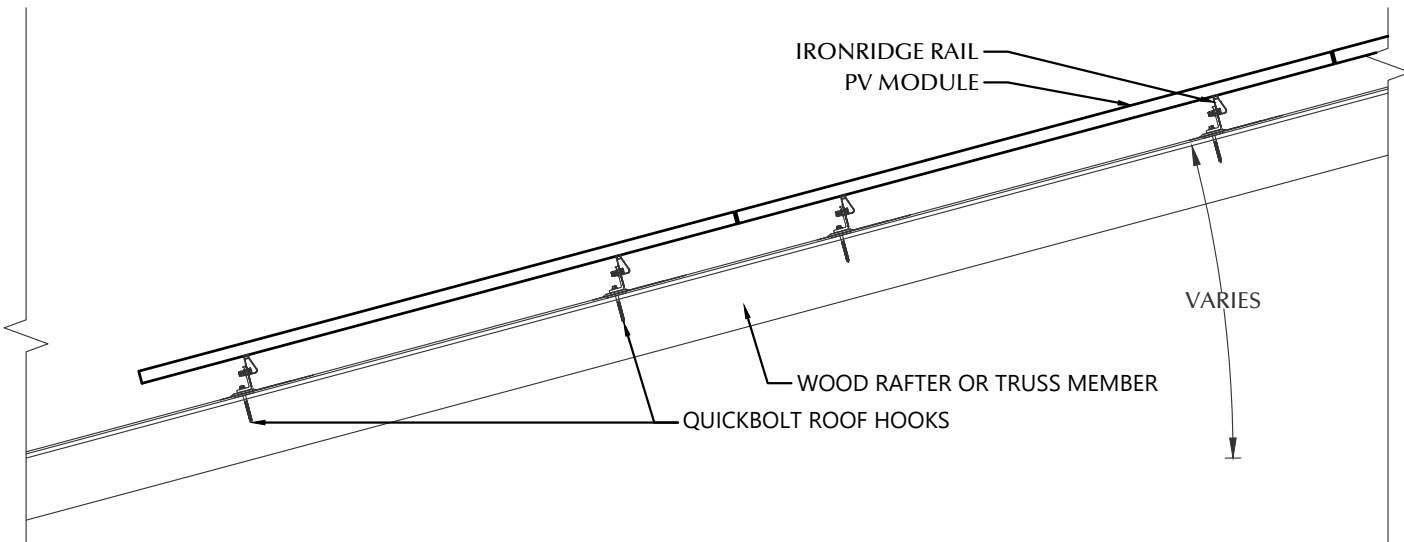 IRONRIDGE RAIL
PV MODULE
VARIES
WOOD RAFTER OR TRUSS MEMBER
QUICKBOLT ROOF HOOKS